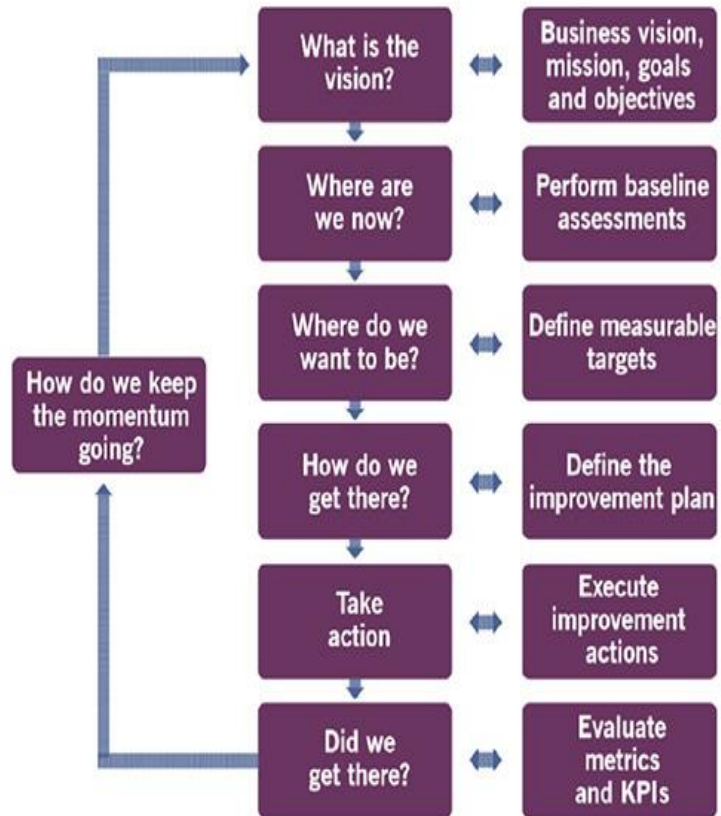 What is the
vision?
Business vision,
mission, goals
and objectives
Where are
we now?
Perform baseline
assessments
Where do we
want to be?
Define measurable
targets
How do we keep
the momentum
going?
How do we
get there?
Define the
improvement plan
Take
action
Execute
improvement
actions
Did we
get there?
Evaluate
metrics
and KPIs